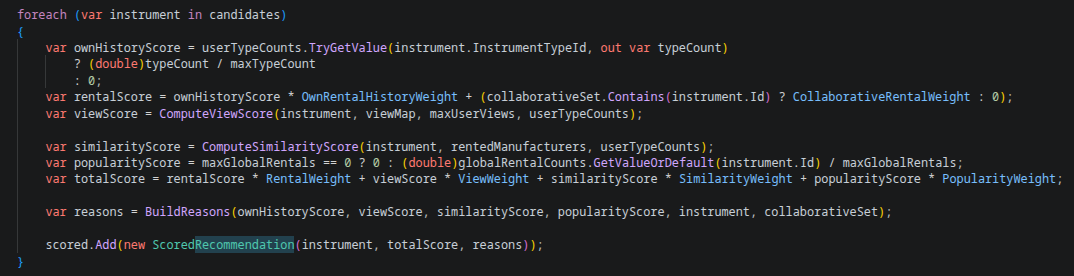 foreach (var instrument in candidates)
{
    var ownHistoryScore = userTypeCounts.TryGetValue(instrument.InstrumentTypeId, out var typeCount)
        ? (double)typeCount / maxTypeCount
        : 0;
    var rentalScore = ownHistoryScore * OwnRentalHistoryWeight + (collaborativeSet.Contains(instrument.Id) ? CollaborativeRentalWeight : 0);
    var viewScore = ComputeViewScore(instrument, viewMap, maxUserViews, userTypeCounts);

    var similarityScore = ComputeSimilarityScore(instrument, rentedManufacturers, userTypeCounts);
    var popularityScore = maxGlobalRentals == 0 ? 0 : (double)globalRentalCounts.GetValueOrDefault(instrument.Id) / maxGlobalRentals;
    var totalScore = rentalScore * RentalWeight + viewScore * ViewWeight + similarityScore * SimilarityWeight + popularityScore * PopularityWeight;

    var reasons = BuildReasons(ownHistoryScore, viewScore, similarityScore, popularityScore, instrument, collaborativeSet);

    scored.Add(new ScoredRecommendation(instrument, totalScore, reasons));
}